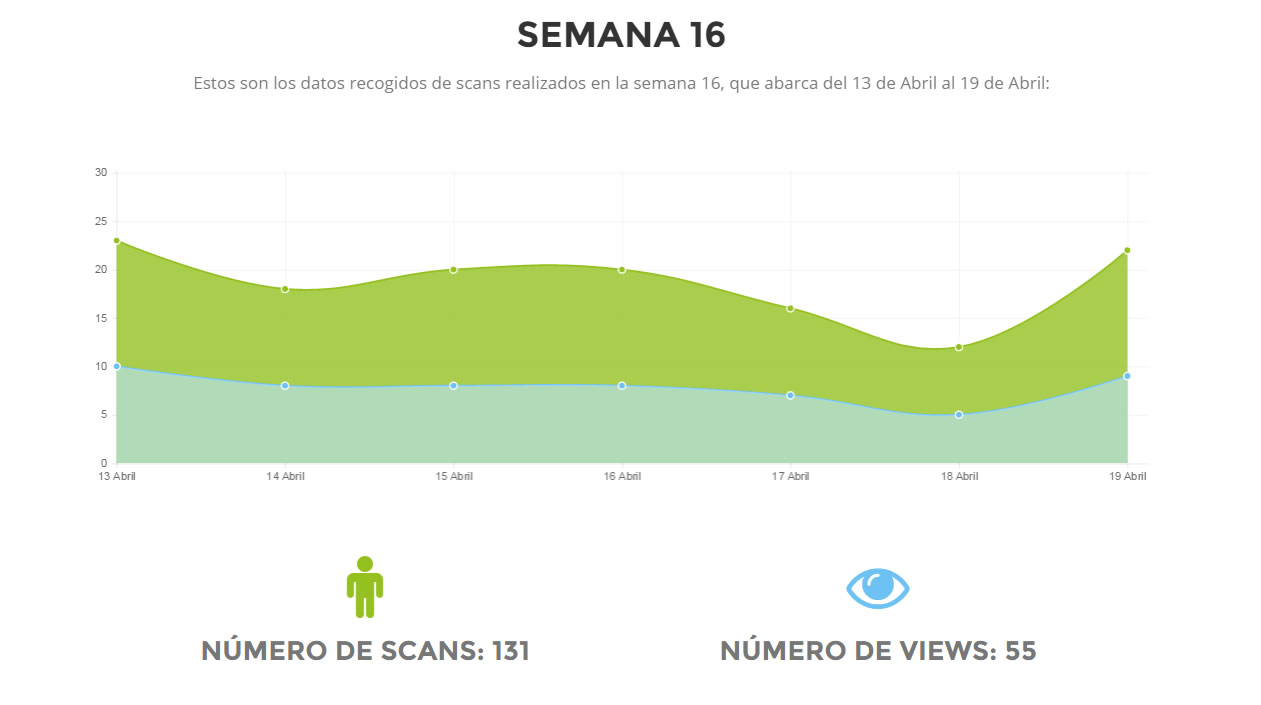 SEMANA 16
Estos son los datos recogidos de scans realizados en la semana 16, que abarca del 13 de Abril al 19 de Abril:
30
25
20
15
10
5
0
13 Abril 14 Abril 15 Abril 16 Abril 17 Abril 18 Abril 19 Abril
NÚMERO DE SCANS: 131 NÚMERO DE VIEWS: 55